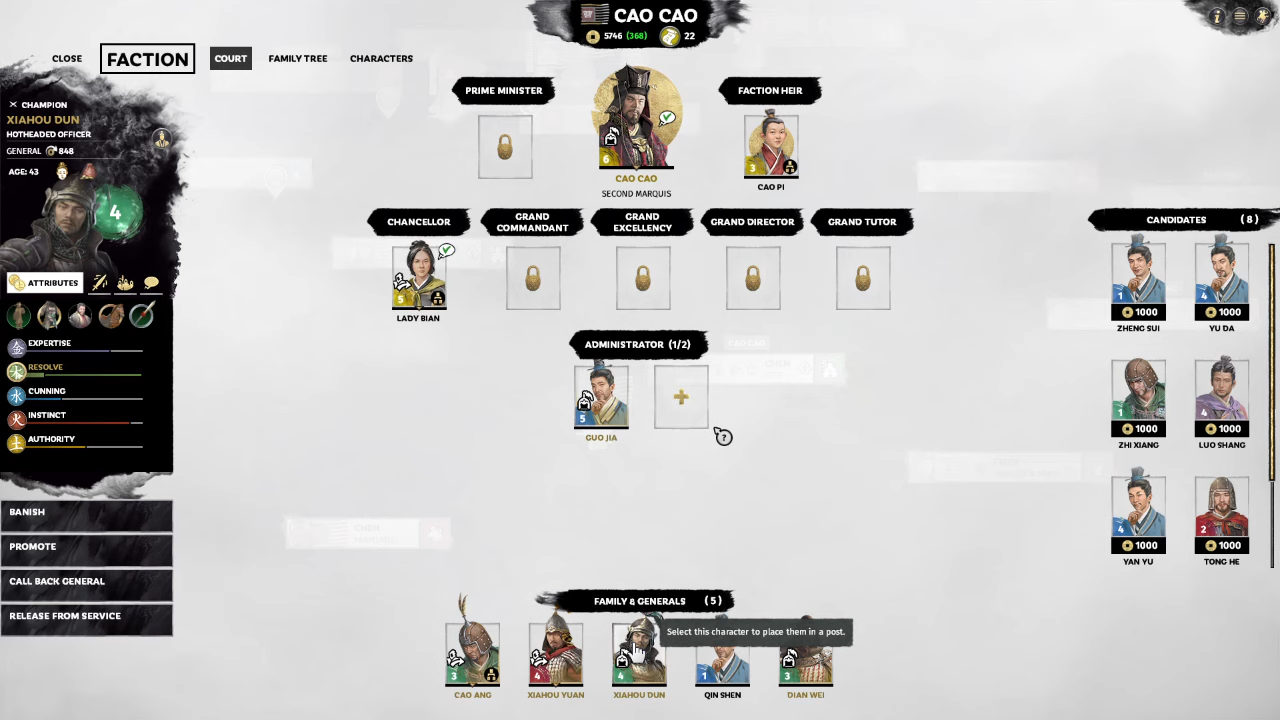 CAO CAO
5746 (368) 22
CLOSE
FACTION
COURT
FAMILY TREE
CHARACTERS
CHAMPION
XIAHOU DUN
HOTHEADED OFFICER
GENERAL 848
AGE: 43
4
ATTRIBUTES
金 EXPERTISE
木 RESOLVE
水 CUNNING
火 INSTINCT
土 AUTHORITY
BANISH
PROMOTE
CALL BACK GENERAL
RELEASE FROM SERVICE
PRIME MINISTER
6
CAO CAO
SECOND MARQUIS
FACTION HEIR
3
CAO PI
CHANCELLOR
5
LADY BIAN
GRAND
COMMANDANT
GRAND
EXCELLENCY
GRAND DIRECTOR
GRAND TUTOR
ADMINISTRATOR (1/2)
5
GUO JIA
?
FAMILY & GENERALS (5)
Select this character to place them in a post.
3
CAO ANG
4
XIAHOU YUAN
4
XIAHOU DUN
1
QIN SHEN
3
DIAN WEI
CANDIDATES (8)
1
1000
ZHENG SUI
4
1000
YU DA
1
1000
ZHI XIANG
4
1000
LUO SHANG
4
1000
YAN YU
2
1000
TONG HE